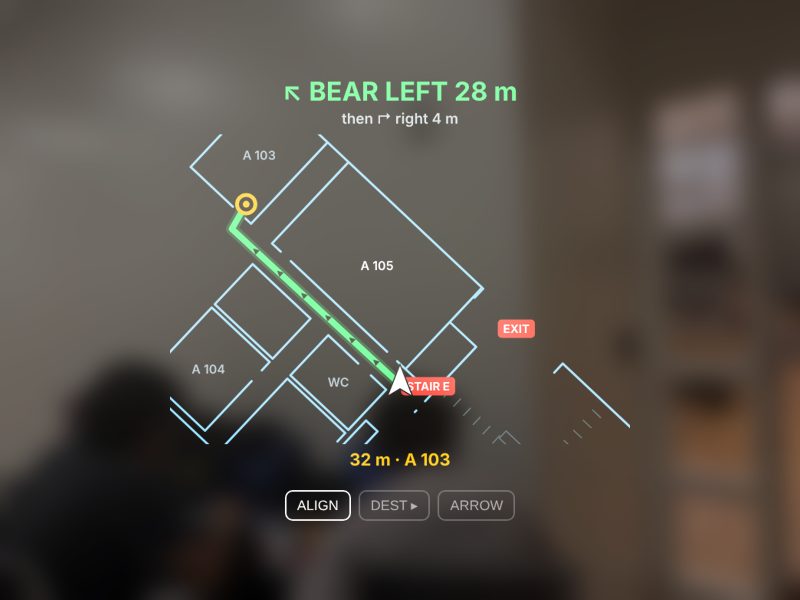 ↖ BEAR LEFT 28 m
then ↱ right 4 m
A 103
A 105
EXIT
A 104
WC
STAIR E
32 m · A 103
ALIGN
DEST ▸
ARROW